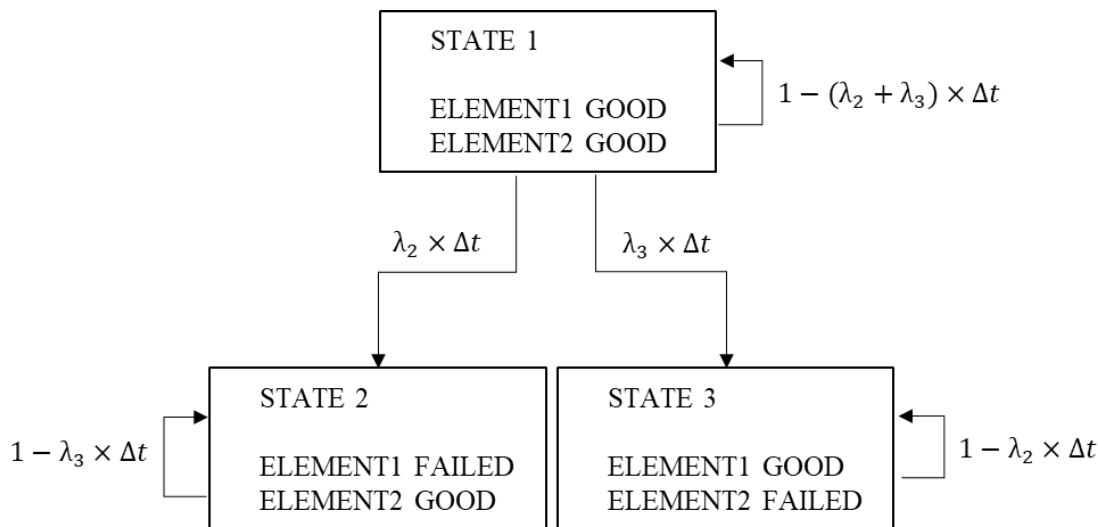 STATE 1
ELEMENT1 GOOD
ELEMENT2 GOOD
1 − (λ₂ + λ₃) × Δt
λ₂ × Δt
λ₃ × Δt
STATE 2
ELEMENT1 FAILED
ELEMENT2 GOOD
1 − λ₃ × Δt
STATE 3
ELEMENT1 GOOD
ELEMENT2 FAILED
1 − λ₂ × Δt